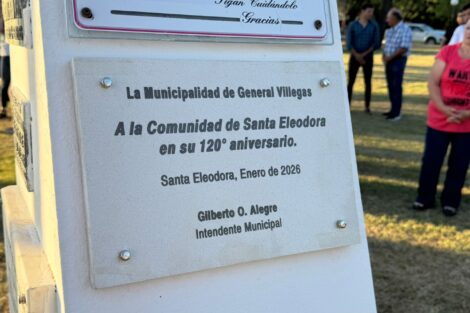 Sigan Cuidándolo
Gracias
La Municipalidad de General Villegas
A la Comunidad de Santa Eleodora
en su 120° aniversario.
Santa Eleodora, Enero de 2026
Gilberto O. Alegre
Intendente Municipal